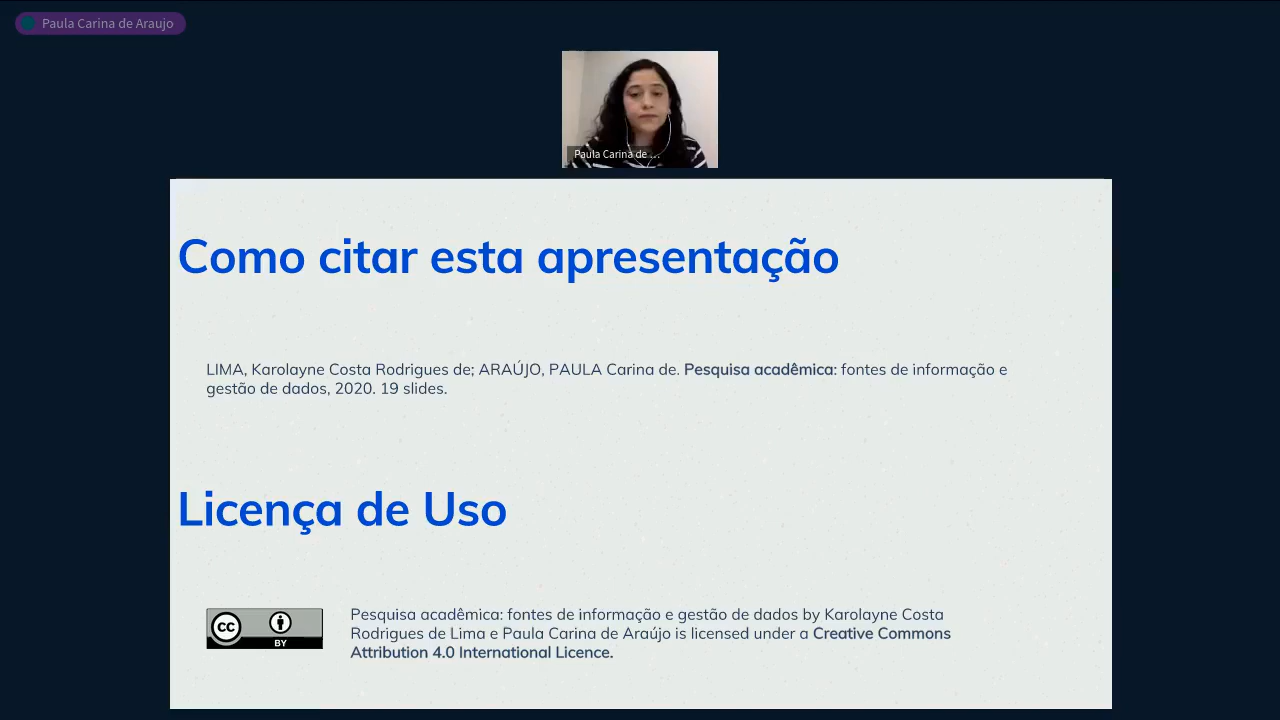 Paula Carina de Araujo
Paula Carina de ...
Como citar esta apresentação
LIMA, Karolayne Costa Rodrigues de; ARAÚJO, PAULA Carina de. Pesquisa acadêmica: fontes de informação e
gestão de dados, 2020. 19 slides.
Licença de Uso
cc
BY
Pesquisa acadêmica: fontes de informação e gestão de dados by Karolayne Costa
Rodrigues de Lima e Paula Carina de Araújo is licensed under a Creative Commons
Attribution 4.0 International Licence.